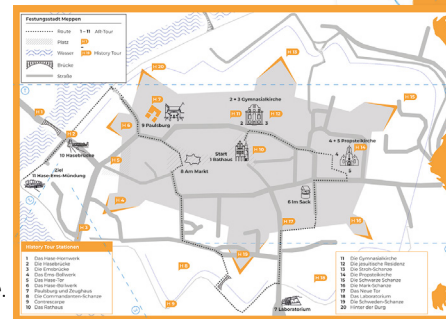 Festungsstadt Meppen
Route
1 - 11 Alt-Tour
Platz
Wasser
History Tour
Brücke
Straße
2 + 3 Gymnasialkirche
9 Paulsburg
4 + 5 Propsteikirche
10 Hasebrücke
Start
1 Rathaus
Ziel
11 Hase-Ems-Mündung
8 Am Markt
6 Im Sack
7 Laboratorium
History Tour Stationen
1 Das Hase-Hornwerk
2 Die Hasebrücke
3 Die Emsbrücke
4 Das Ems-Bollwerk
5 Das Hase-Tor
6 Das Hase-Bollwerk
7 Paulsburg und Zeughaus
8 Die Commandanten-Schanze
9 Contrescarpe
10 Das Rathaus
11 Die Gymnasialkirche
12 Die jesuitische Residenz
13 Die Stroh-Schanze
14 Die Propsteikirche
15 Die Schwarze Schanze
16 Die Mark-Schanze
17 Das Neue Tor
18 Das Laboratorium
19 Die Schweden-Schanze
20 Hinter der Burg